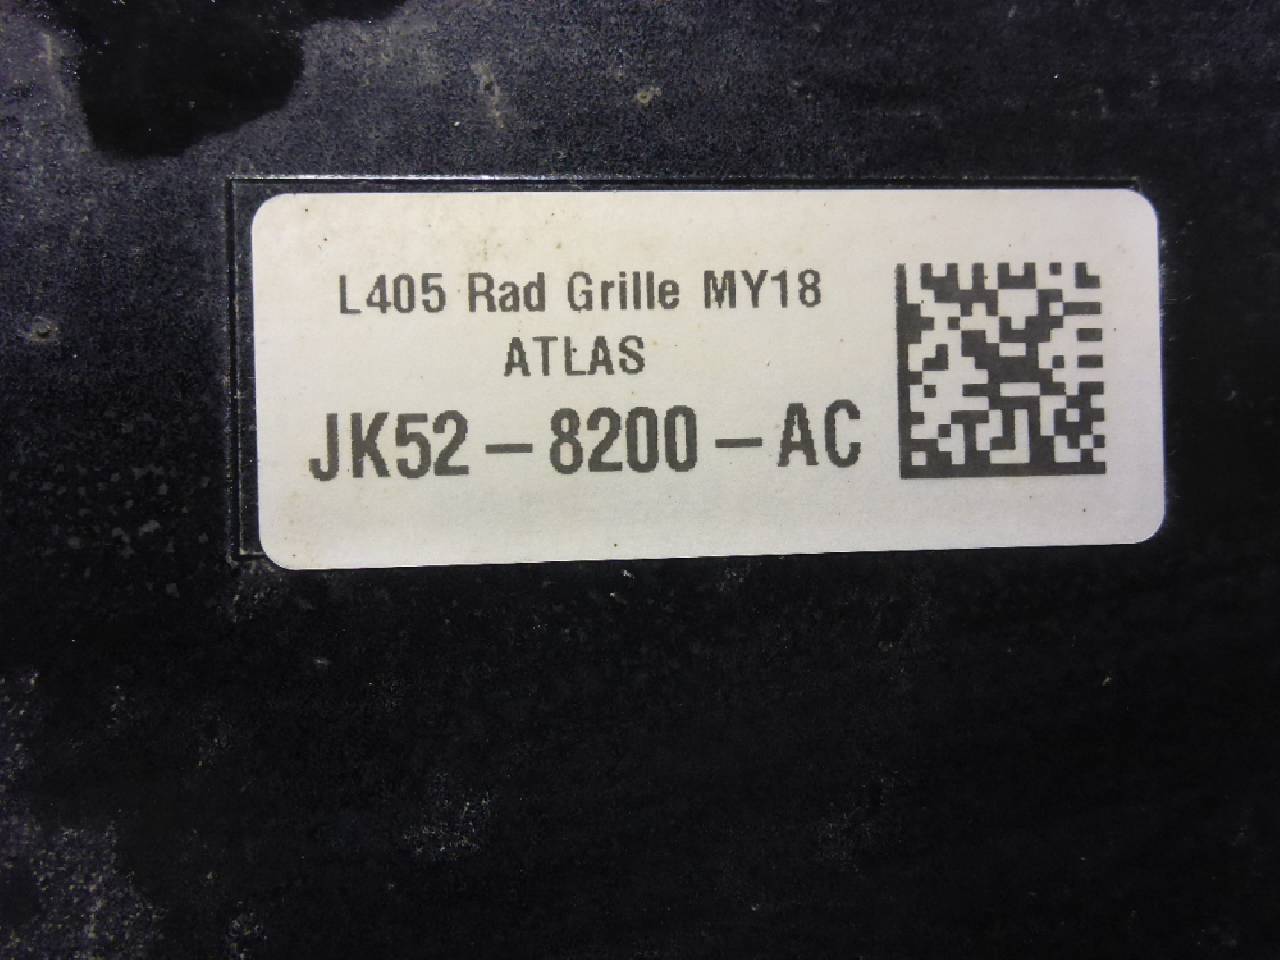 L405 Rad Grille MY18
ATLAS
JK52-8200-AC